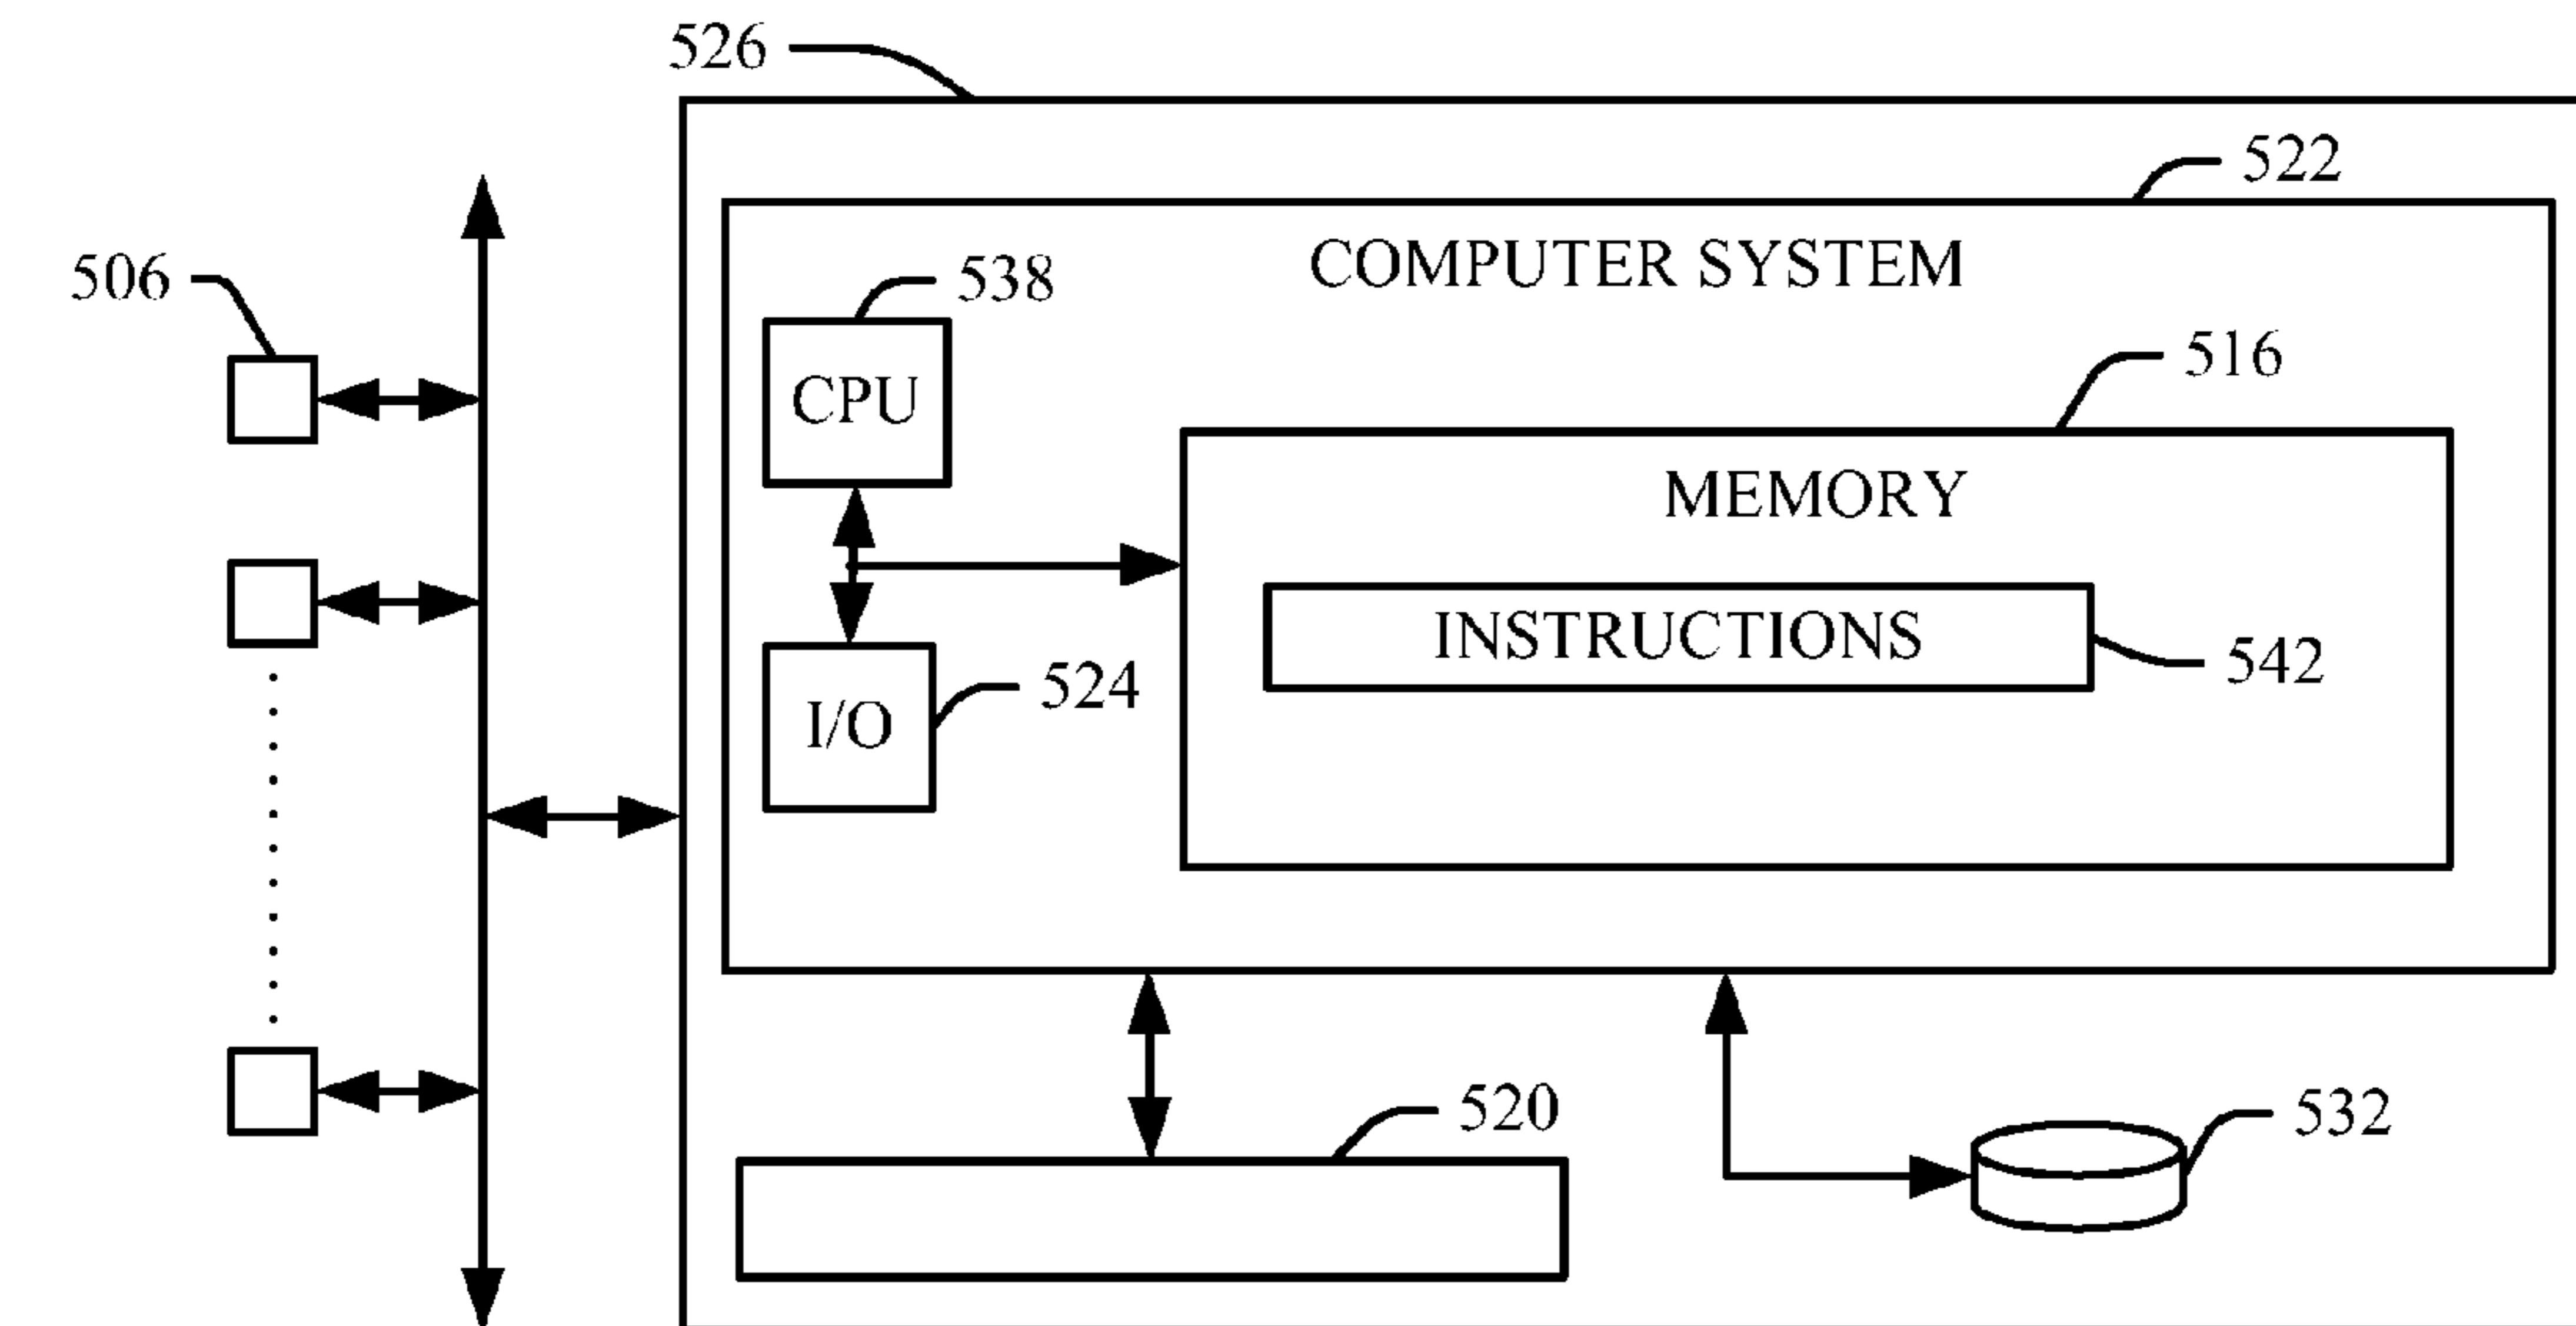 526
522
COMPUTER SYSTEM
506
538
516
CPU
MEMORY
INSTRUCTIONS
542
524
I/O
520
532